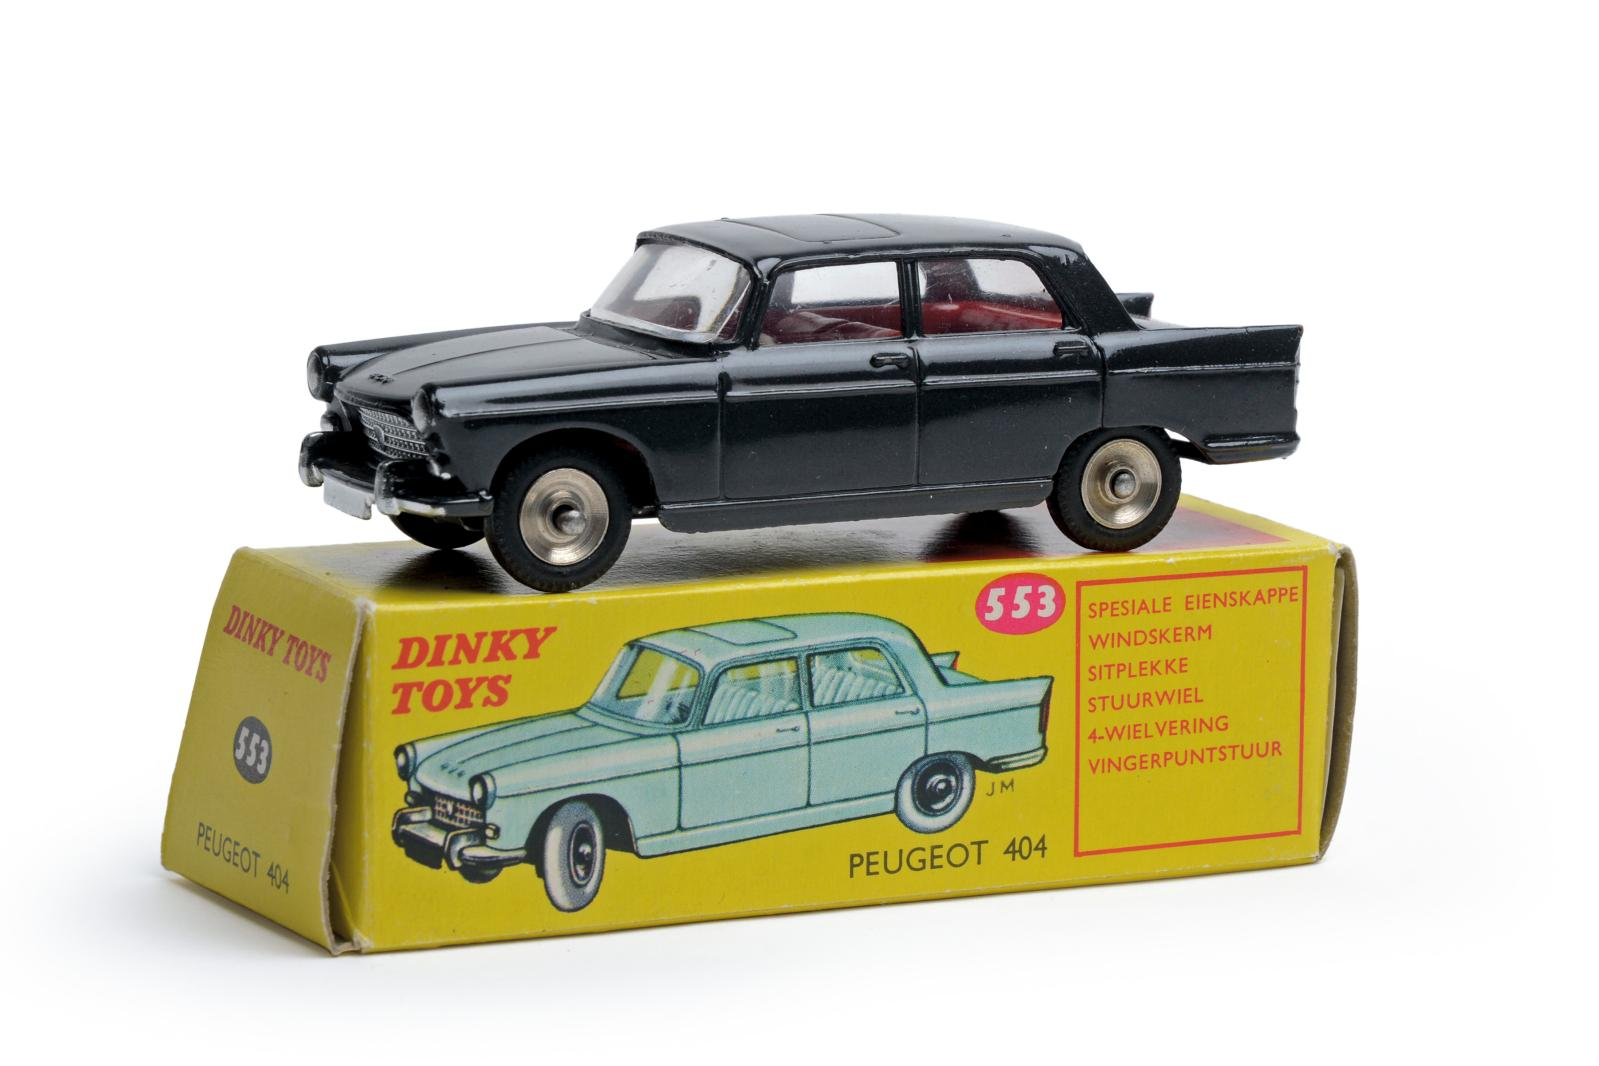 DINKY TOYS
553
PEUGEOT 404
DINKY
TOYS
553
404
JM
PEUGEOT 404
SPESIALE EIENSKAPPE
WINDSKERM
SITPLEKKE
STUURWIEL
4-WIELVERING
VINGERPUNTSTUUR